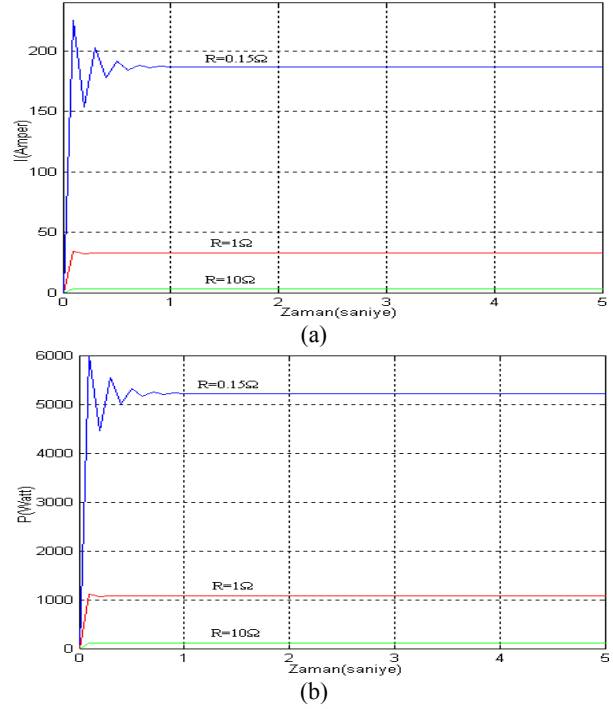 200
150
100
50
0
I(Amper)
R=0.15Ω
R=1Ω
R=10Ω
0 1 2 3 4 5
Zaman(saniye)
(a)
6000
5000
4000
3000
2000
1000
0
P(Watt)
R=0.15Ω
R=1Ω
R=10Ω
0 1 2 3 4 5
Zaman(saniye)
(b)